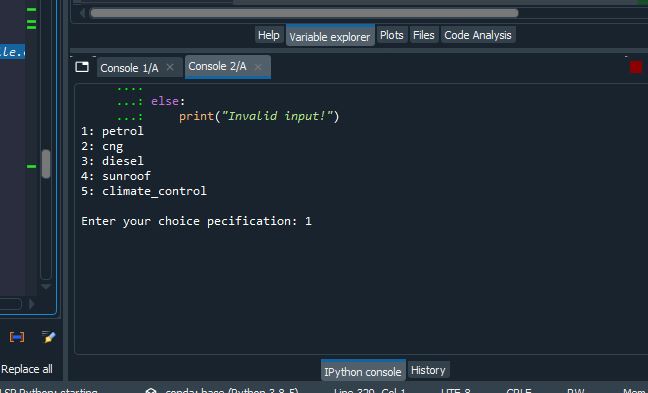 Help Variable explorer Plots Files Code Analysis
Console 1/A Console 2/A
....
...: else:
...: print("Invalid input!")
1: petrol
2: cng
3: diesel
4: sunroof
5: climate_control
Enter your choice pecification: 1
Replace all
IPython console History
LSP Python: starting conda: base (Python 3.8.5) Line 320, Col 1 UTF-8 CRLF RW Mem